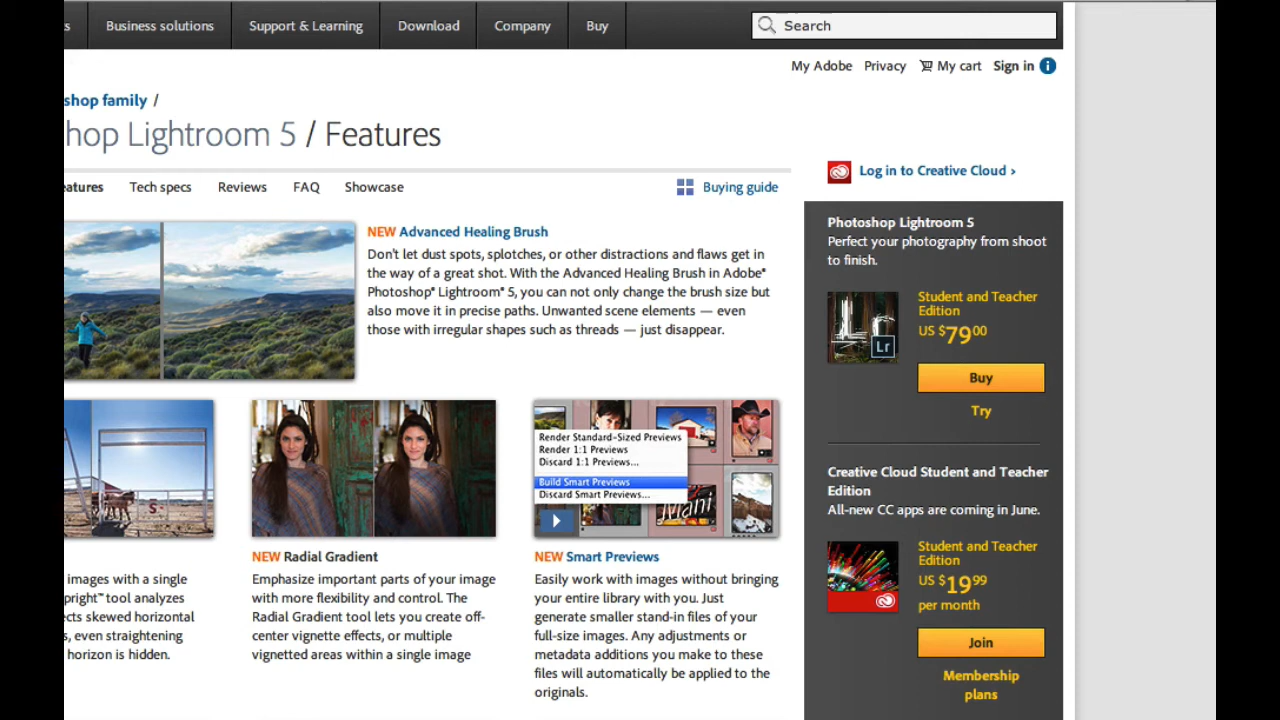 s
Business solutions
Support & Learning
Download
Company
Buy
Search
My Adobe
Privacy
My cart
Sign in
i
shop family /
hop Lightroom 5 / Features
eatures
Tech specs
Reviews
FAQ
Showcase
Buying guide
NEW Advanced Healing Brush
Don't let dust spots, splotches, or other distractions and flaws get in
the way of a great shot. With the Advanced Healing Brush in Adobe®
Photoshop® Lightroom® 5, you can not only change the brush size but
also move it in precise paths. Unwanted scene elements — even
those with irregular shapes such as threads — just disappear.
images with a single
pright™ tool analyzes
ects skewed horizontal
s, even straightening
horizon is hidden.
NEW Radial Gradient
Emphasize important parts of your image
with more flexibility and control. The
Radial Gradient tool lets you create off-
center vignette effects, or multiple
vignetted areas within a single image
Render Standard-Sized Previews
Render 1:1 Previews
Discard 1:1 Previews...
Build Smart Previews
Discard Smart Previews...
Mani
NEW Smart Previews
Easily work with images without bringing
your entire library with you. Just
generate smaller stand-in files of your
full-size images. Any adjustments or
metadata additions you make to these
files will automatically be applied to the
originals.
Log in to Creative Cloud ›
Photoshop Lightroom 5
Perfect your photography from shoot
to finish.
Lr
Student and Teacher
Edition
US $79.00
Buy
Try
Creative Cloud Student and Teacher
Edition
All-new CC apps are coming in June.
Student and Teacher
Edition
US $19.99
per month
Join
Membership
plans